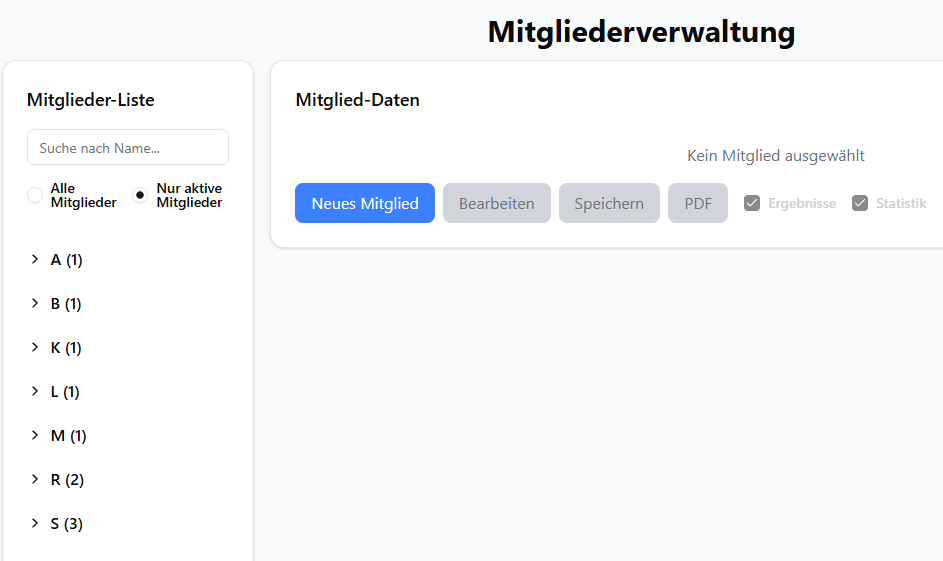 Mitgliederverwaltung
Mitglieder-Liste
Suche nach Name...
Alle
Mitglieder
Nur aktive
Mitglieder
A (1)
B (1)
K (1)
L (1)
M (1)
R (2)
S (3)
Mitglied-Daten
Kein Mitglied ausgewählt
Neues Mitglied
Bearbeiten
Speichern
PDF
Ergebnisse
Statistik